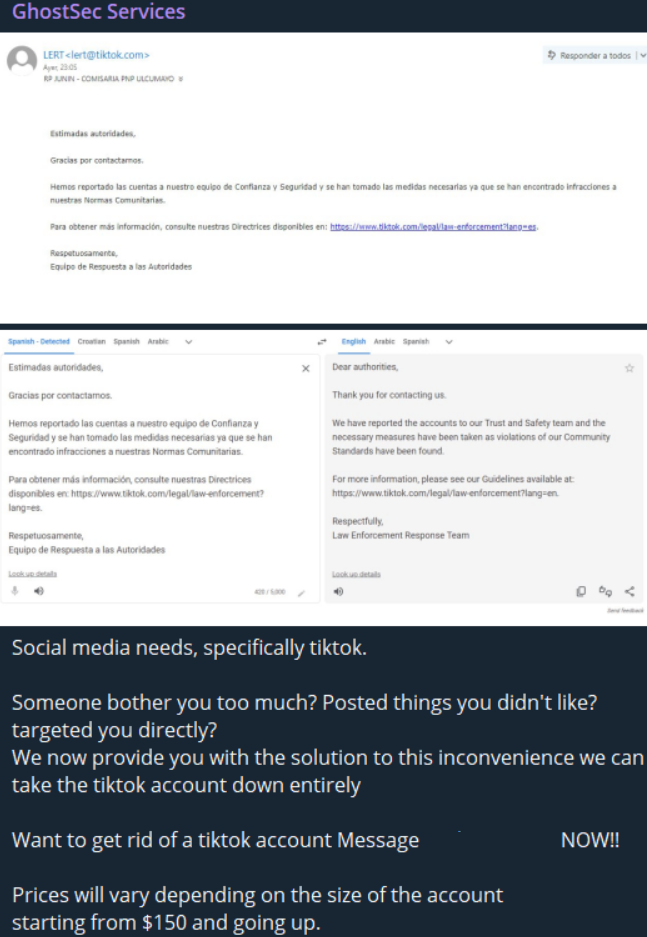 GhostSec Services
LERT<lert@tiktok.com>
Ayer, 23:05
RP JUNIN - COMISARIA PNP ULCUMAYO
Responder a todos
Estimadas autoridades,
Gracias por contactarnos.
Hemos reportado las cuentas a nuestro equipo de Confianza y Seguridad y se han tomado las medidas necesarias ya que se han encontrado infracciones a
nuestras Normas Comunitarias.
Para obtener más información, consulte nuestras Directrices disponibles en: https://www.tiktok.com/legal/law-enforcement?lang=es.
Respetuosamente,
Equipo de Respuesta a las Autoridades
Spanish - Detected Croatian Spanish Arabic
English Arabic Spanish
Estimadas autoridades,
Gracias por contactarnos.
Hemos reportado las cuentas a nuestro equipo de Confianza y
Seguridad y se han tomado las medidas necesarias ya que se han
encontrado infracciones a nuestras Normas Comunitarias.
Para obtener más información, consulte nuestras Directrices
disponibles en: https://www.tiktok.com/legal/law-enforcement?
lang=es.
Respetuosamente,
Equipo de Respuesta a las Autoridades
Look up details
420 / 5,000
Dear authorities,
Thank you for contacting us.
We have reported the accounts to our Trust and Safety team and the
necessary measures have been taken as violations of our Community
Standards have been found.
For more information, please see our Guidelines available at:
https://www.tiktok.com/legal/law-enforcement?lang=en.
Respectfully,
Law Enforcement Response Team
Look up details
Send feedback
Social media needs, specifically tiktok.
Someone bother you too much? Posted things you didn't like?
targeted you directly?
We now provide you with the solution to this inconvenience we can
take the tiktok account down entirely
Want to get rid of a tiktok account Message NOW!!
Prices will vary depending on the size of the account
starting from $150 and going up.